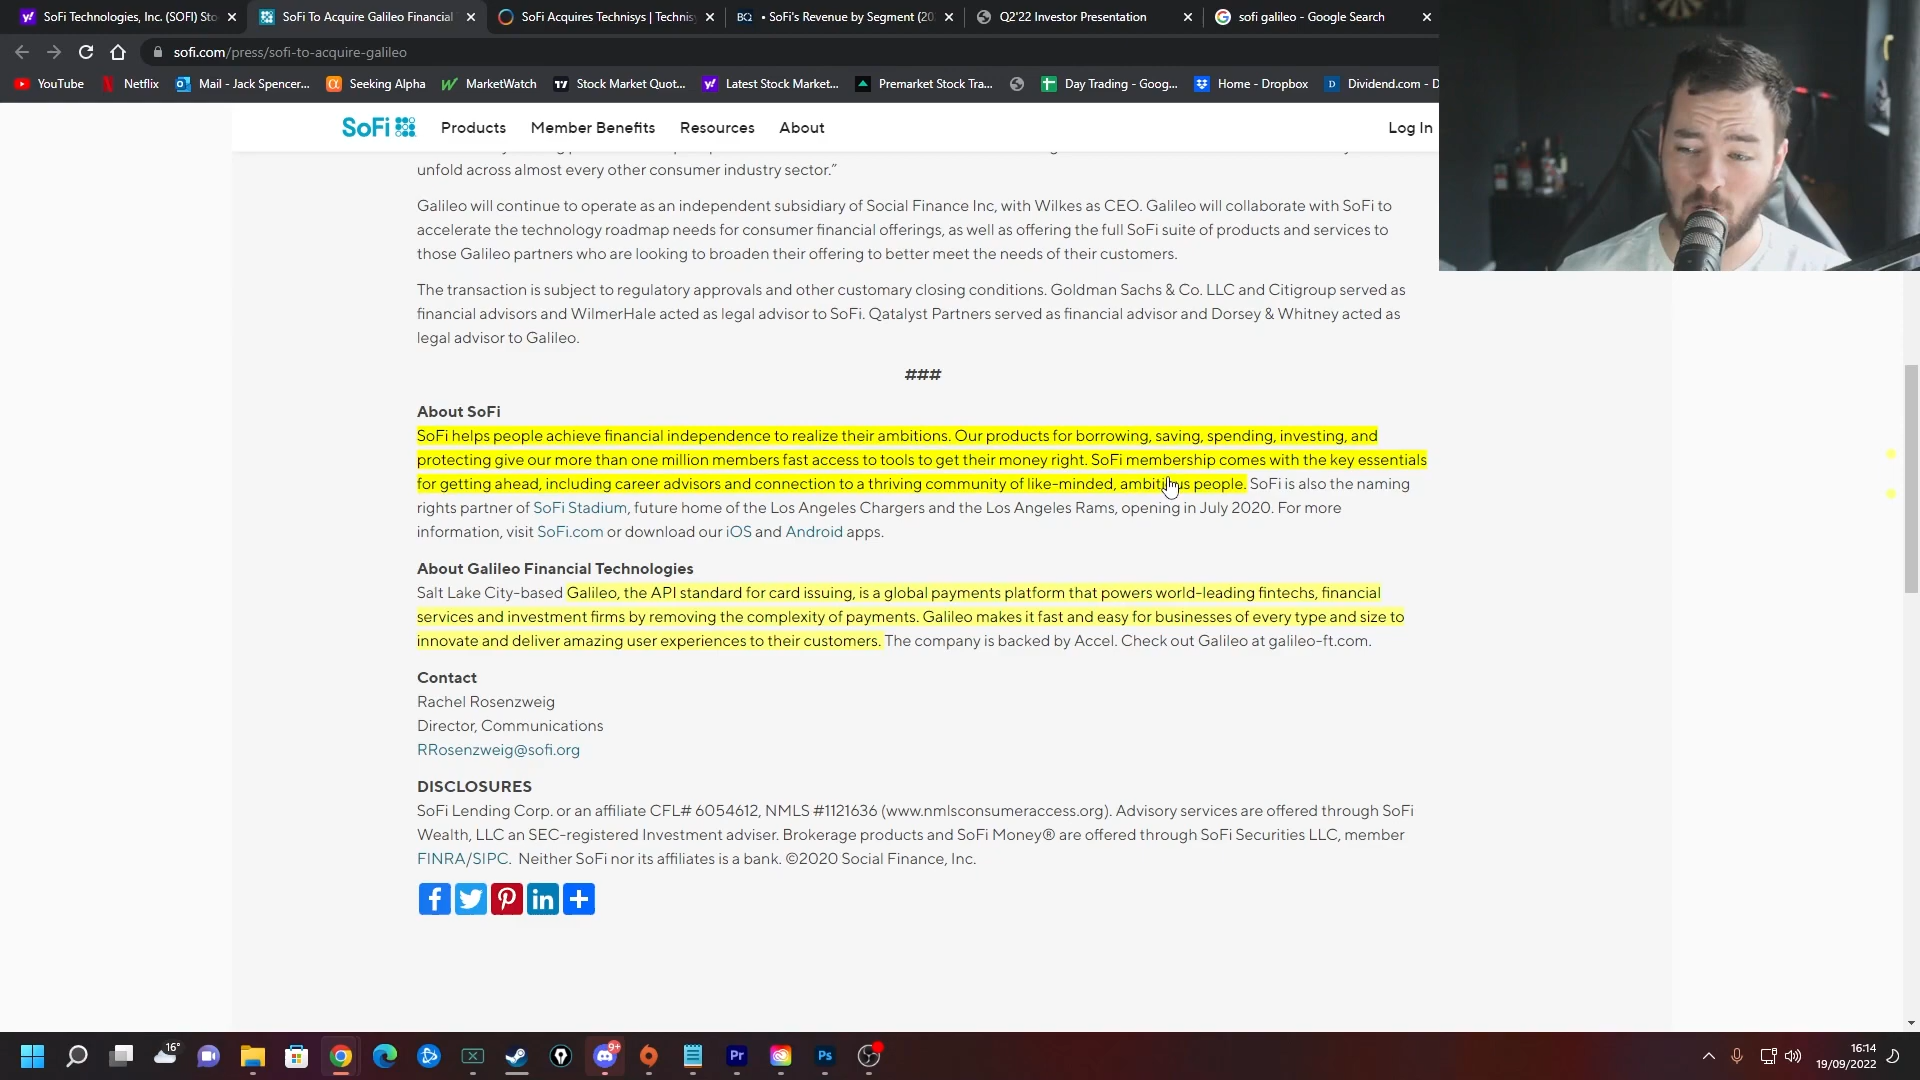 SoFi Technologies, Inc. (SOFI) Sto
SoFi To Acquire Galileo Financial
SoFi Acquires Technisys | Technis
BQ • SoFi's Revenue by Segment (20
Q2'22 Investor Presentation
sofi galileo - Google Search
sofi.com/press/sofi-to-acquire-galileo
YouTube
Netflix
Mail - Jack Spencer...
Seeking Alpha
MarketWatch
Stock Market Quot...
Latest Stock Market...
Premarket Stock Tra...
Day Trading - Goog...
Home - Dropbox
Dividend.com - D
SoFi Products Member Benefits Resources About Log In
unfold across almost every other consumer industry sector.”
Galileo will continue to operate as an independent subsidiary of Social Finance Inc, with Wilkes as CEO. Galileo will collaborate with SoFi to
accelerate the technology roadmap needs for consumer financial offerings, as well as offering the full SoFi suite of products and services to
those Galileo partners who are looking to broaden their offering to better meet the needs of their customers.
The transaction is subject to regulatory approvals and other customary closing conditions. Goldman Sachs & Co. LLC and Citigroup served as
financial advisors and WilmerHale acted as legal advisor to SoFi. Qatalyst Partners served as financial advisor and Dorsey & Whitney acted as
legal advisor to Galileo.
###
About SoFi
SoFi helps people achieve financial independence to realize their ambitions. Our products for borrowing, saving, spending, investing, and
protecting give our more than one million members fast access to tools to get their money right. SoFi membership comes with the key essentials
for getting ahead, including career advisors and connection to a thriving community of like-minded, ambitious people. SoFi is also the naming
rights partner of SoFi Stadium, future home of the Los Angeles Chargers and the Los Angeles Rams, opening in July 2020. For more
information, visit SoFi.com or download our iOS and Android apps.
About Galileo Financial Technologies
Salt Lake City-based Galileo, the API standard for card issuing, is a global payments platform that powers world-leading fintechs, financial
services and investment firms by removing the complexity of payments. Galileo makes it fast and easy for businesses of every type and size to
innovate and deliver amazing user experiences to their customers. The company is backed by Accel. Check out Galileo at galileo-ft.com.
Contact
Rachel Rosenzweig
Director, Communications
RRosenzweig@sofi.org
DISCLOSURES
SoFi Lending Corp. or an affiliate CFL# 6054612, NMLS #1121636 (www.nmlsconsumeraccess.org). Advisory services are offered through SoFi
Wealth, LLC an SEC-registered Investment adviser. Brokerage products and SoFi Money® are offered through SoFi Securities LLC, member
FINRA/SIPC. Neither SoFi nor its affiliates is a bank. ©2020 Social Finance, Inc.
16°
9+
Pr
Ps
16:14
19/09/2022